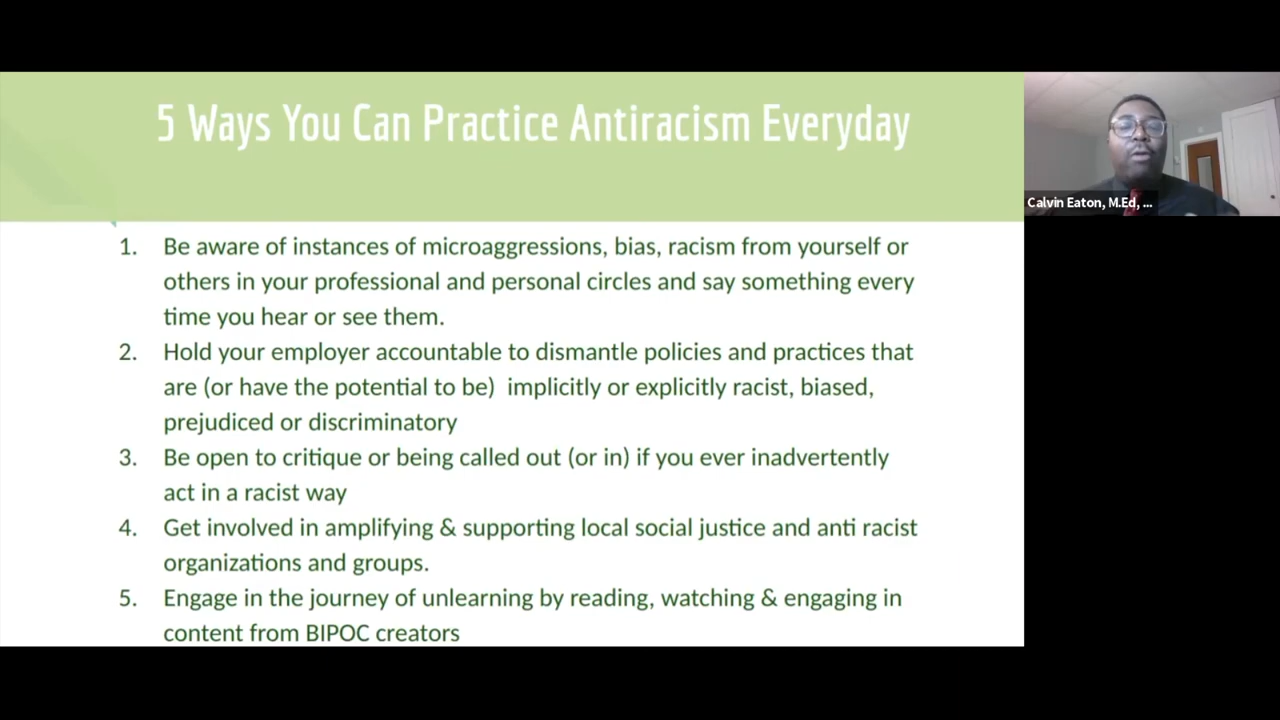 5 Ways You Can Practice Antiracism Everyday
1. Be aware of instances of microaggressions, bias, racism from yourself or
others in your professional and personal circles and say something every
time you hear or see them.
2. Hold your employer accountable to dismantle policies and practices that
are (or have the potential to be)  implicitly or explicitly racist, biased,
prejudiced or discriminatory
3. Be open to critique or being called out (or in) if you ever inadvertently
act in a racist way
4. Get involved in amplifying & supporting local social justice and anti racist
organizations and groups.
5. Engage in the journey of unlearning by reading, watching & engaging in
content from BIPOC creators
Calvin Eaton, M.Ed, ...